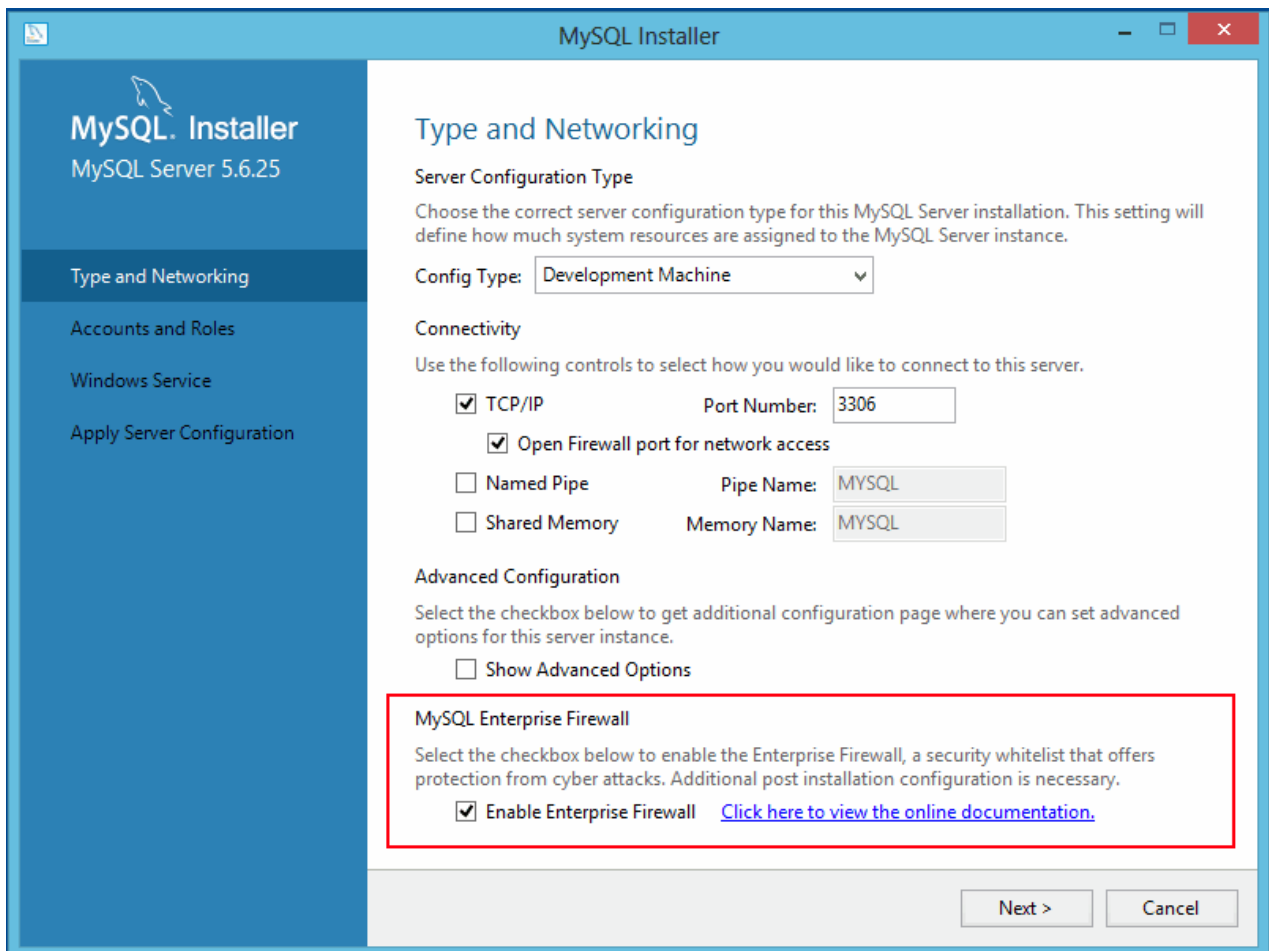 MySQL Installer
MySQL. Installer
MySQL Server 5.6.25
Type and Networking
Accounts and Roles
Windows Service
Apply Server Configuration
Type and Networking
Server Configuration Type
Choose the correct server configuration type for this MySQL Server installation. This setting will
define how much system resources are assigned to the MySQL Server instance.
Config Type: Development Machine
Connectivity
Use the following controls to select how you would like to connect to this server.
TCP/IP Port Number: 3306
Open Firewall port for network access
Named Pipe Pipe Name: MYSQL
Shared Memory Memory Name: MYSQL
Advanced Configuration
Select the checkbox below to get additional configuration page where you can set advanced
options for this server instance.
Show Advanced Options
MySQL Enterprise Firewall
Select the checkbox below to enable the Enterprise Firewall, a security whitelist that offers
protection from cyber attacks. Additional post installation configuration is necessary.
Enable Enterprise Firewall Click here to view the online documentation.
Next > Cancel